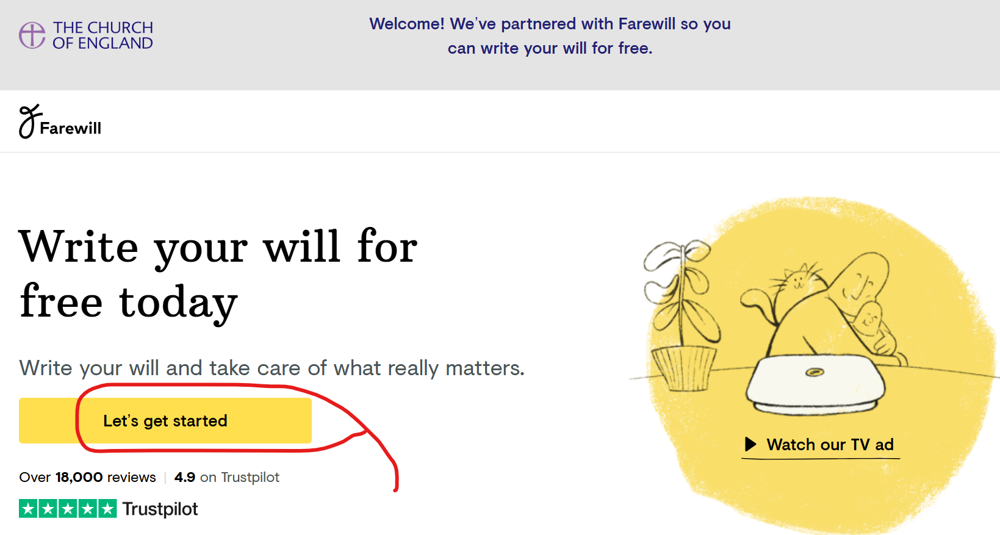 THE CHURCH
OF ENGLAND
Welcome! We’ve partnered with Farewill so you
can write your will for free.
Farewill
Write your will for
free today
Write your will and take care of what really matters.
Let’s get started
Over 18,000 reviews | 4.9 on Trustpilot
Trustpilot
Watch our TV ad